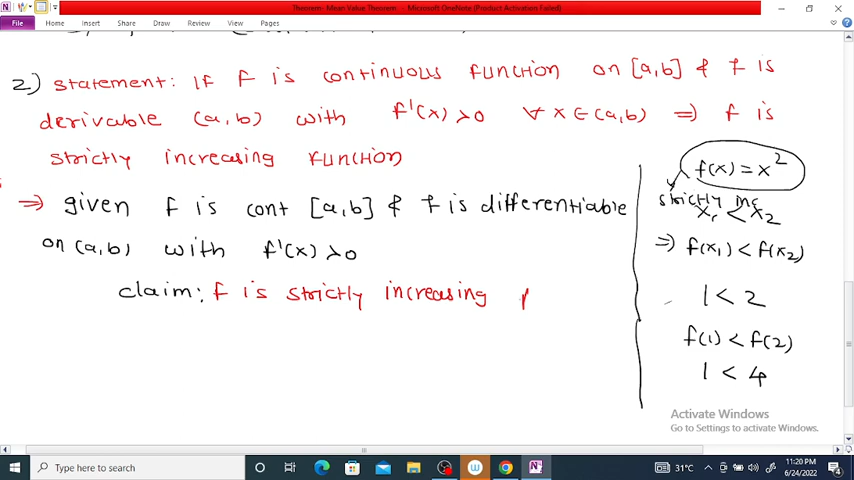 Theorem- Mean Value Theorem - Microsoft OneNote (Product Activation Failed)
File Home Insert Share Draw Review View Pages
2) statement: If f is continuous function on [a,b] & f is
derivable (a,b) with f'(x) >0 ∀ x ∈ (a,b) ⇒ f is
strictly increasing function
⇒ given f is cont [a,b] & f is differentiable
on (a,b) with f'(x) >0
claim: f is strictly increasing
f(x) = x²
strictly inc
x₁ < x₂
⇒ f(x₁) < f(x₂)
1 < 2
f(1) < f(2)
1 < 4
Activate Windows
Go to Settings to activate Windows.
Type here to search
31°C
11:20 PM
6/24/2022
4